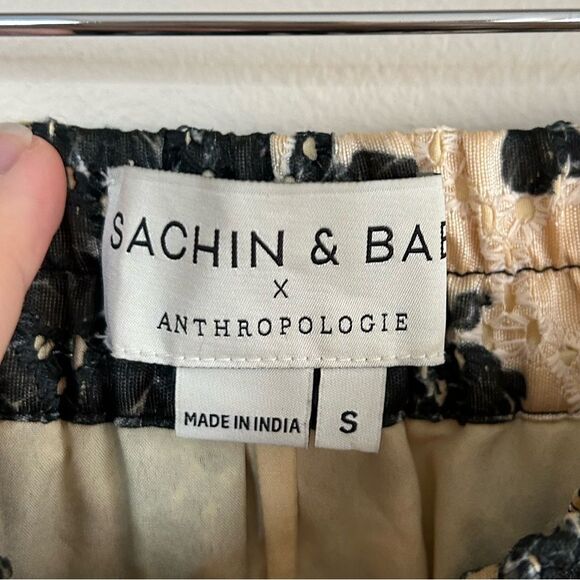 SACHIN & BAB
X
ANTHROPOLOGIE
MADE IN INDIA
S